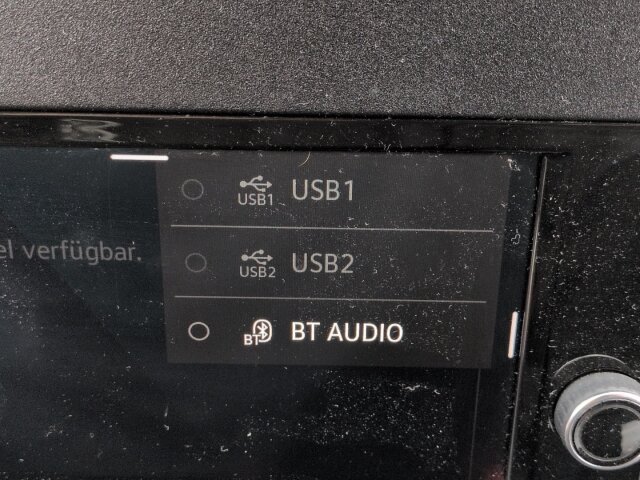 USB1 USB1
el verfügbar.
USB2 USB2
BT BT AUDIO